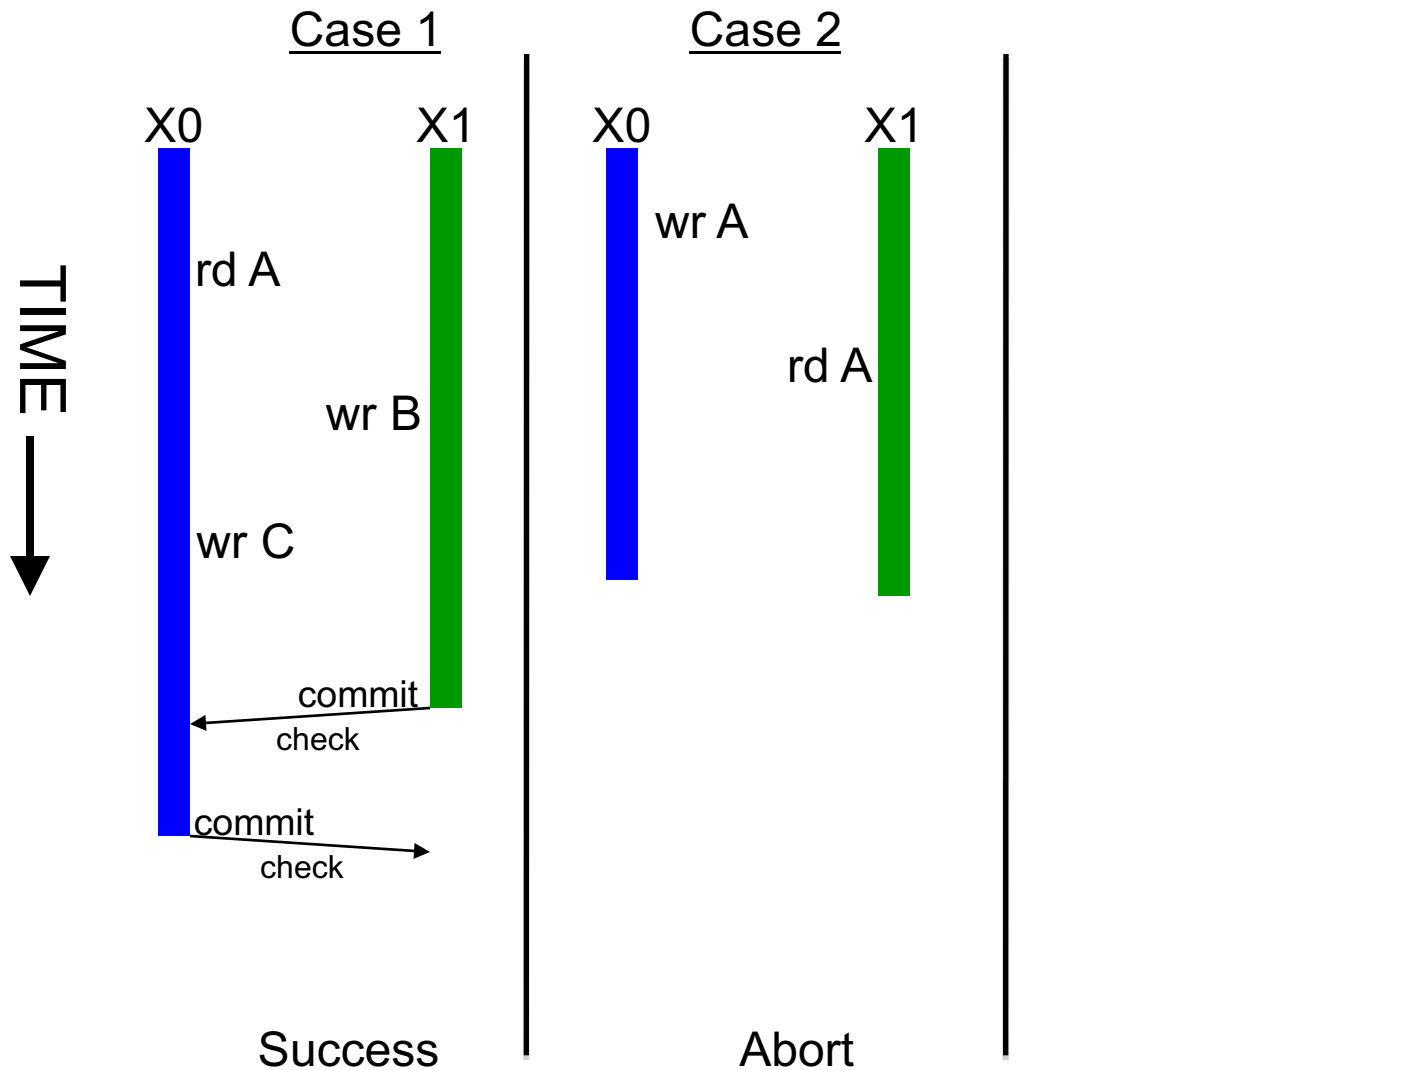 Case 1
Case 2
X0
X1
X0
X1
wr A
rd A
TIME
rd A
wr B
wr C
commit
check
commit
check
Success
Abort